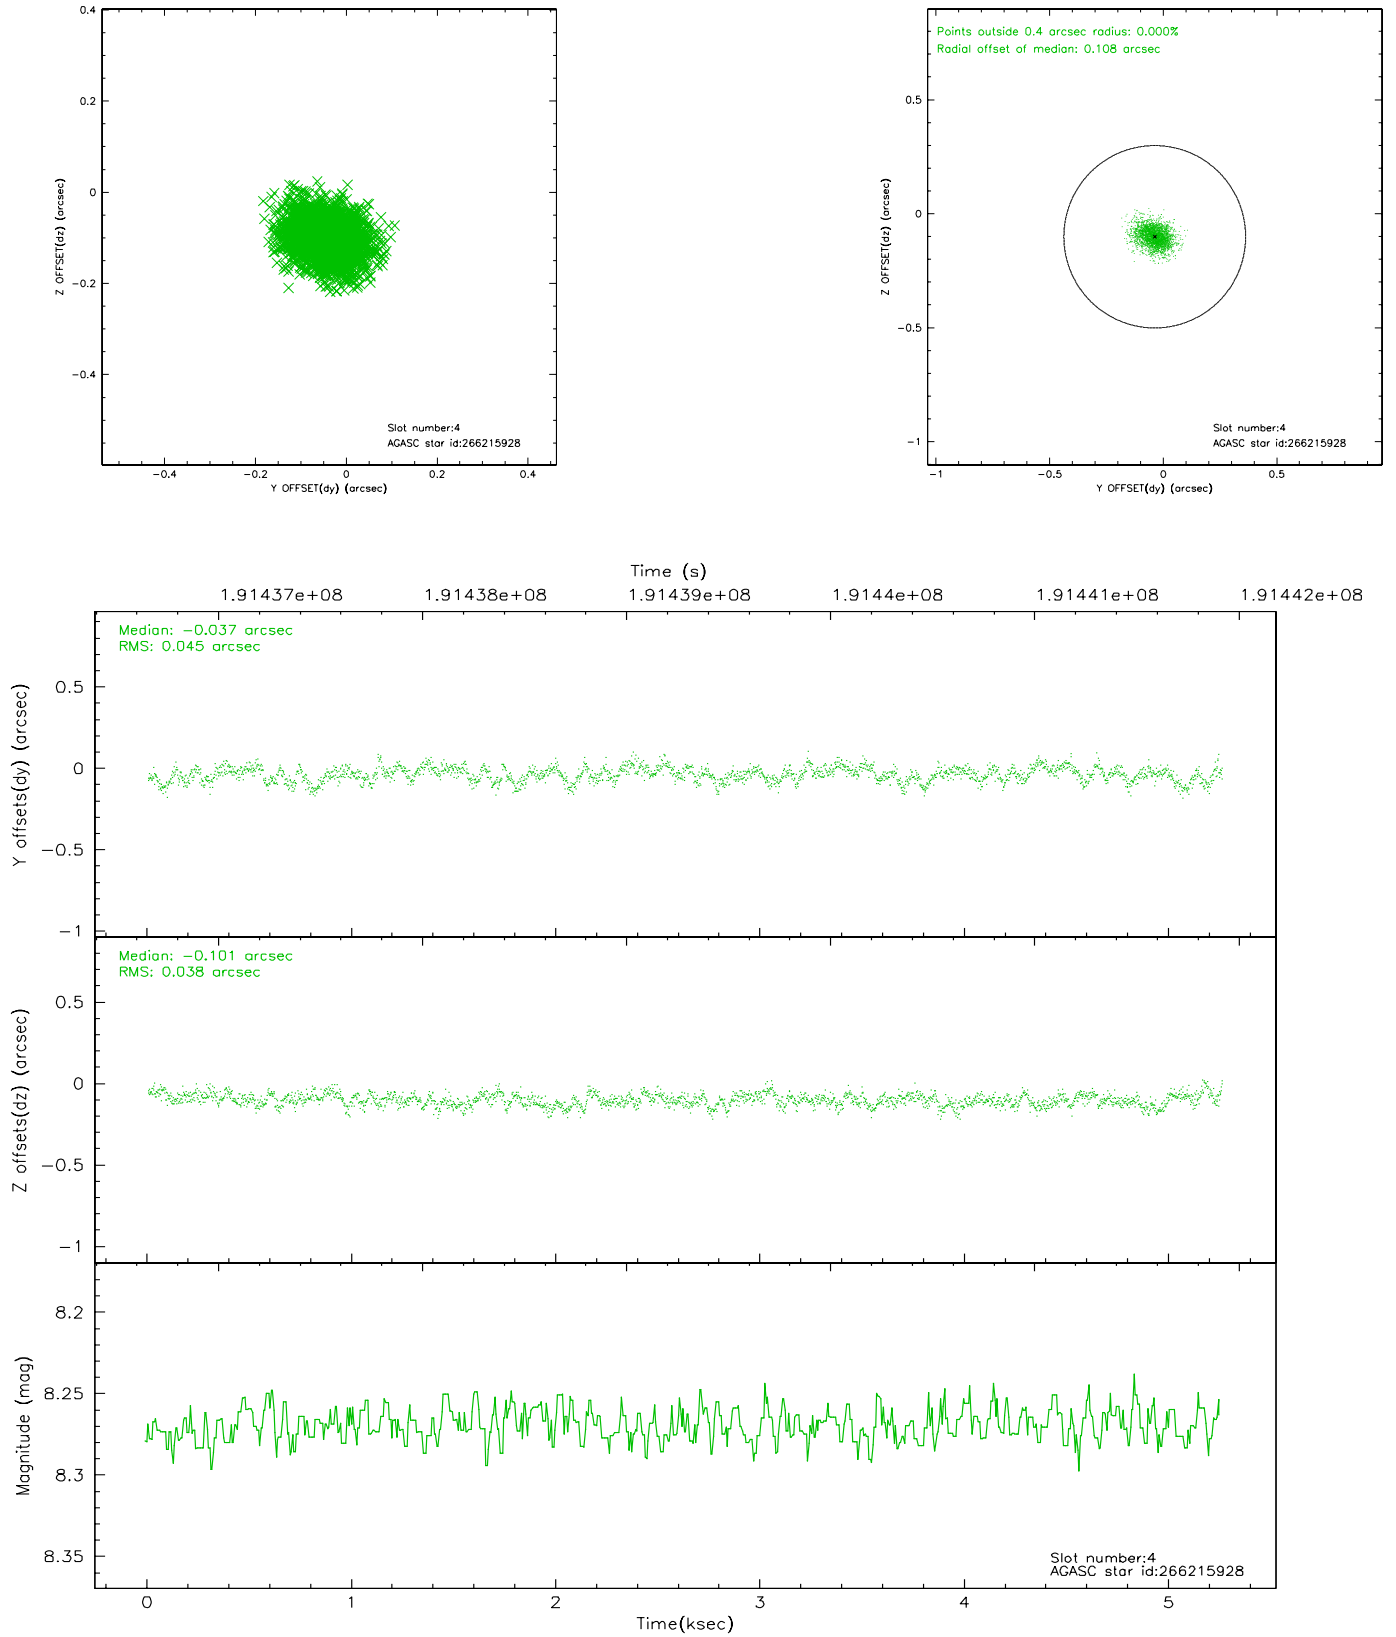 0.4
0.2
0
−0.2
−0.4
Z OFFSET(dz) (arcsec)
Slot number:4
AGASC star id:266215928
−0.4 −0.2 0 0.2 0.4
Y OFFSET(dy) (arcsec)
Points outside 0.4 arcsec radius: 0.000%
Radial offset of median: 0.108 arcsec
0.5
0
−0.5
−1
Z OFFSET(dz) (arcsec)
Slot number:4
AGASC star id:266215928
−1 −0.5 0 0.5
Y OFFSET(dy) (arcsec)
Time (s)
1.91437e+08 1.91438e+08 1.91439e+08 1.9144e+08 1.91441e+08 1.91442e+08
Median: −0.037 arcsec
RMS: 0.045 arcsec
0.5
0
−0.5
−1
Y offsets(dy) (arcsec)
Median: −0.101 arcsec
RMS: 0.038 arcsec
0.5
0
−0.5
−1
Z offsets(dz) (arcsec)
8.2
8.25
8.3
8.35
Magnitude (mag)
Slot number:4
AGASC star id:266215928
0 1 2 3 4 5
Time(ksec)